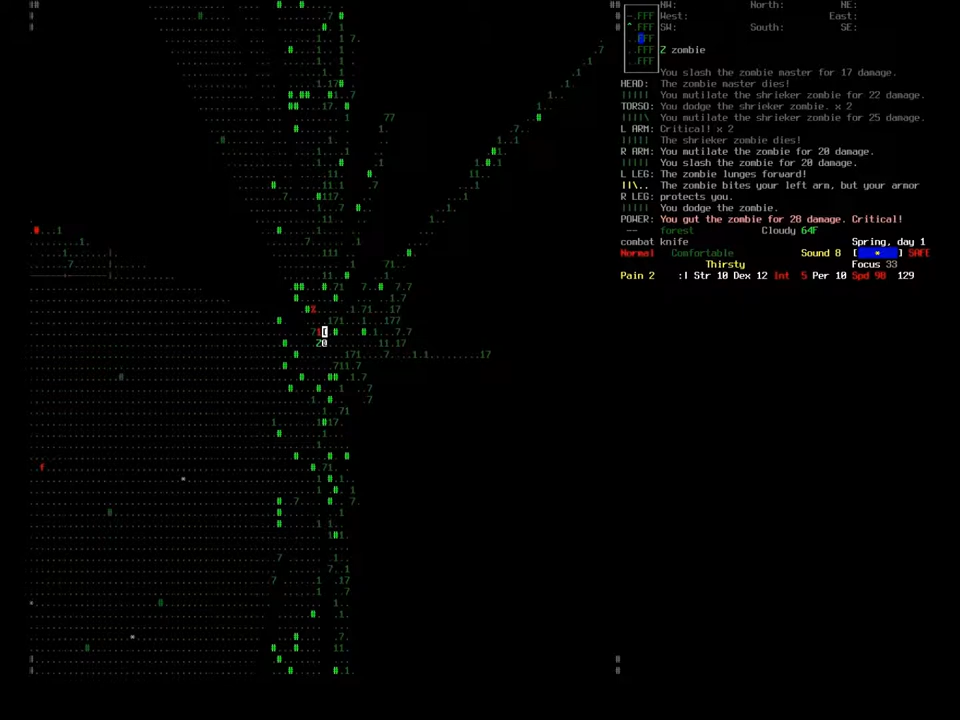 NW: North: NE:
West: East:
SW: South: SE:
Z zombie
You slash the zombie master for 17 damage.
HEAD: The zombie master dies!
You mutilate the shrieker zombie for 22 damage.
TORSO: You dodge the shrieker zombie. x 2
You mutilate the shrieker zombie for 25 damage.
L ARM: Critical! x 2
The shrieker zombie dies!
R ARM: You mutilate the zombie for 20 damage.
You slash the zombie for 20 damage.
L LEG: The zombie lunges forward!
The zombie bites your left arm, but your armor
R LEG: protects you.
You dodge the zombie.
POWER: You gut the zombie for 28 damage. Critical!
-- forest Cloudy 64F
combat knife Spring, day 1
Normal Comfortable Sound 8 [ * ] SAFE
Thirsty Focus 33
Pain 2 :| Str 10 Dex 12 Int 5 Per 10 Spd 98 129